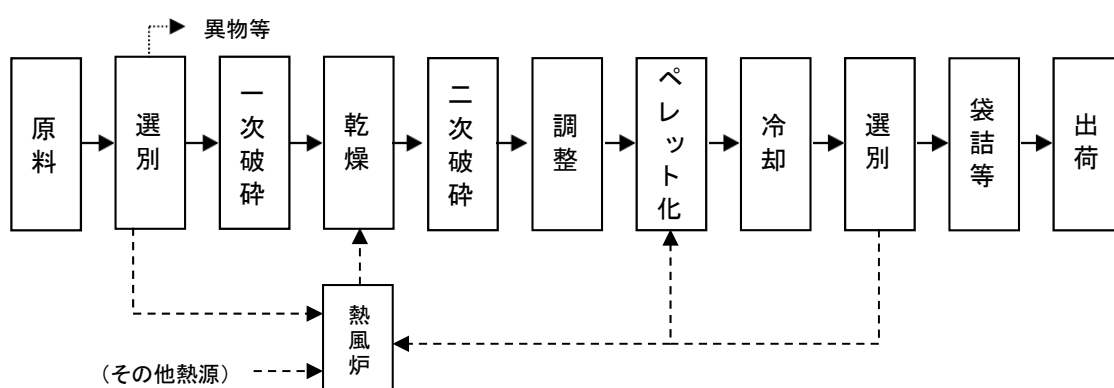 異物等
原料
選別
一次破砕
乾燥
二次破砕
調整
ペレット化
冷却
選別
袋詰等
出荷
熱風炉
(その他熱源)